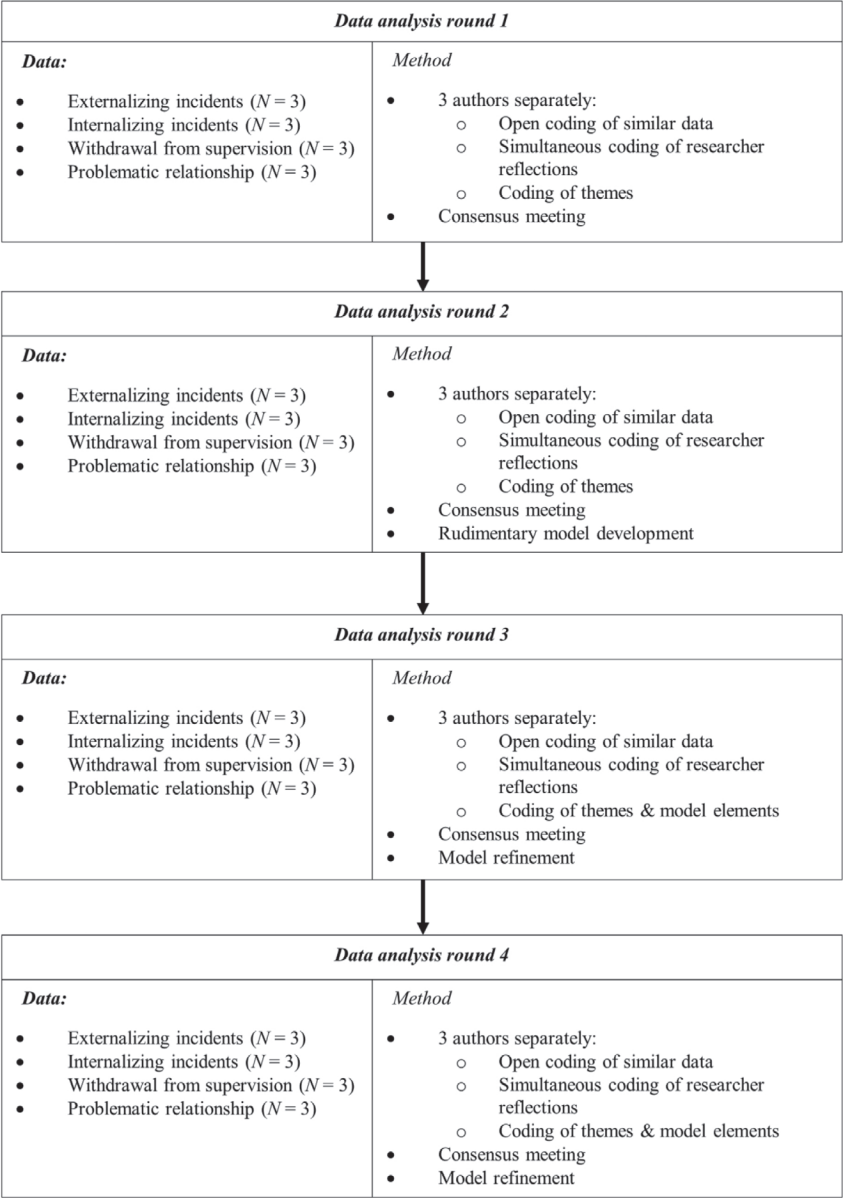 Data analysis round 1
Data:
• Externalizing incidents (N = 3)
• Internalizing incidents (N = 3)
• Withdrawal from supervision (N = 3)
• Problematic relationship (N = 3)
Method
• 3 authors separately:
o Open coding of similar data
o Simultaneous coding of researcher
reflections
o Coding of themes
• Consensus meeting
Data analysis round 2
Data:
• Externalizing incidents (N = 3)
• Internalizing incidents (N = 3)
• Withdrawal from supervision (N = 3)
• Problematic relationship (N = 3)
Method
• 3 authors separately:
o Open coding of similar data
o Simultaneous coding of researcher
reflections
o Coding of themes
• Consensus meeting
• Rudimentary model development
Data analysis round 3
Data:
• Externalizing incidents (N = 3)
• Internalizing incidents (N = 3)
• Withdrawal from supervision (N = 3)
• Problematic relationship (N = 3)
Method
• 3 authors separately:
o Open coding of similar data
o Simultaneous coding of researcher
reflections
o Coding of themes & model elements
• Consensus meeting
• Model refinement
Data analysis round 4
Data:
• Externalizing incidents (N = 3)
• Internalizing incidents (N = 3)
• Withdrawal from supervision (N = 3)
• Problematic relationship (N = 3)
Method
• 3 authors separately:
o Open coding of similar data
o Simultaneous coding of researcher
reflections
o Coding of themes & model elements
• Consensus meeting
• Model refinement